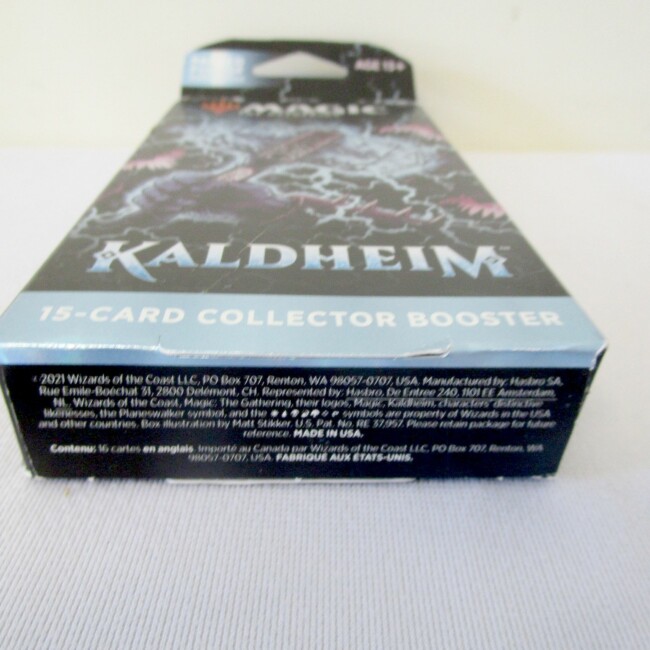 AGE 13+
MAGIC
KALDHEIM™
15-CARD COLLECTOR BOOSTER
©2021 Wizards of the Coast LLC, PO Box 707, Renton, WA 98057-0707, USA. Manufactured by: Hasbro SA,
Rue Emile-Boéchat 31, 2800 Delémont, CH. Represented by: Hasbro, De Entree 240, 1101 EE Amsterdam,
NL. Wizards of the Coast, Magic: The Gathering, their logos, Magic, Kaldheim, characters' distinctive
likenesses, the Planeswalker symbol, and the symbols are property of Wizards in the USA
and other countries. Box illustration by Matt Stikker. U.S. Pat. No. RE 37,957. Please retain package for future
reference. MADE IN USA.
Contenu: 16 cartes en anglais. Importé au Canada par Wizards of the Coast LLC, PO Box 707, Renton, WA
98057-0707, USA. FABRIQUÉ AUX ÉTATS-UNIS.